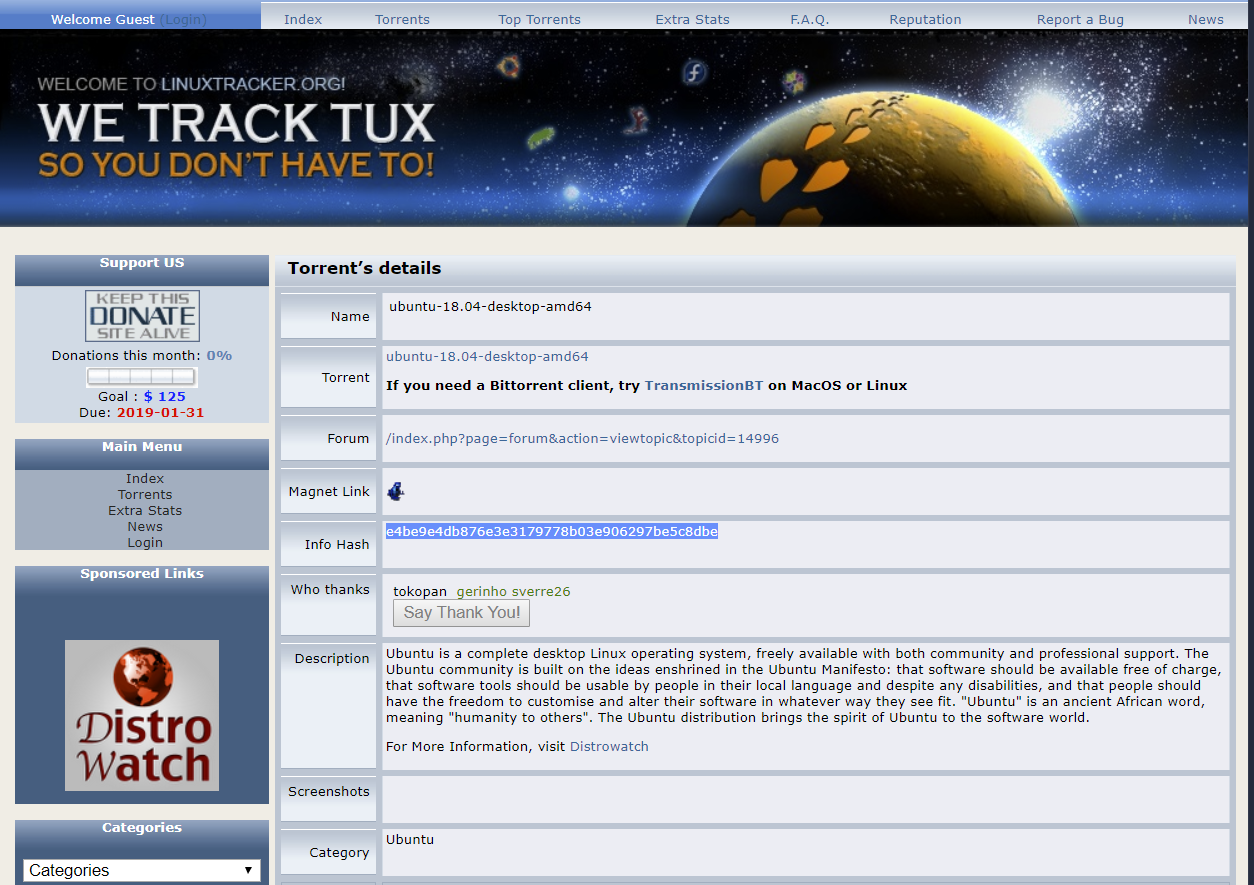 Welcome Guest (Login)
Index Torrents Top Torrents Extra Stats F.A.Q. Reputation Report a Bug News
WELCOME TO LINUXTRACKER.ORG!
WE TRACK TUX
SO YOU DON'T HAVE TO!
Support US
KEEP THIS
DONATE
SITE ALIVE
Donations this month: 0%
Goal : $ 125
Due: 2019-01-31
Main Menu
Index
Torrents
Extra Stats
News
Login
Sponsored Links
Distro
Watch
Categories
Categories
Torrent's details
Name ubuntu-18.04-desktop-amd64
Torrent ubuntu-18.04-desktop-amd64
If you need a Bittorrent client, try TransmissionBT on MacOS or Linux
Forum /index.php?page=forum&action=viewtopic&topicid=14996
Magnet Link
Info Hash e4be9e4db876e3e3179778b03e906297be5c8dbe
Who thanks tokopan gerinho sverre26
Say Thank You!
Description Ubuntu is a complete desktop Linux operating system, freely available with both community and professional support. The
Ubuntu community is built on the ideas enshrined in the Ubuntu Manifesto: that software should be available free of charge,
that software tools should be usable by people in their local language and despite any disabilities, and that people should
have the freedom to customise and alter their software in whatever way they see fit. "Ubuntu" is an ancient African word,
meaning "humanity to others". The Ubuntu distribution brings the spirit of Ubuntu to the software world.
For More Information, visit Distrowatch
Screenshots
Category Ubuntu